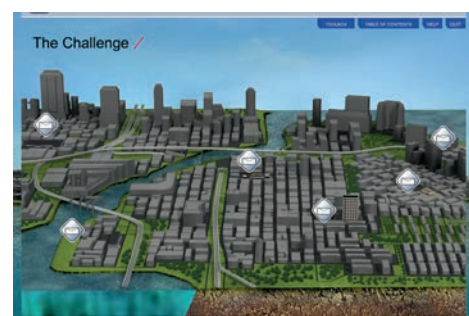 TOOLBOX
TABLE OF CONTENTS
HELP
QUIT
The Challenge /